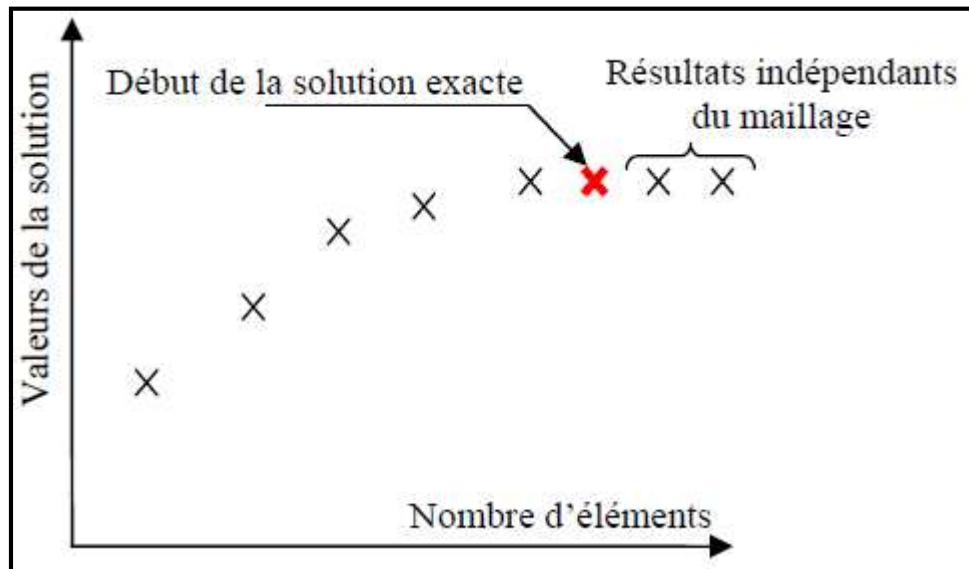 Début de la solution exacte
Résultats indépendants
du maillage
Valeurs de la solution
Nombre d’éléments